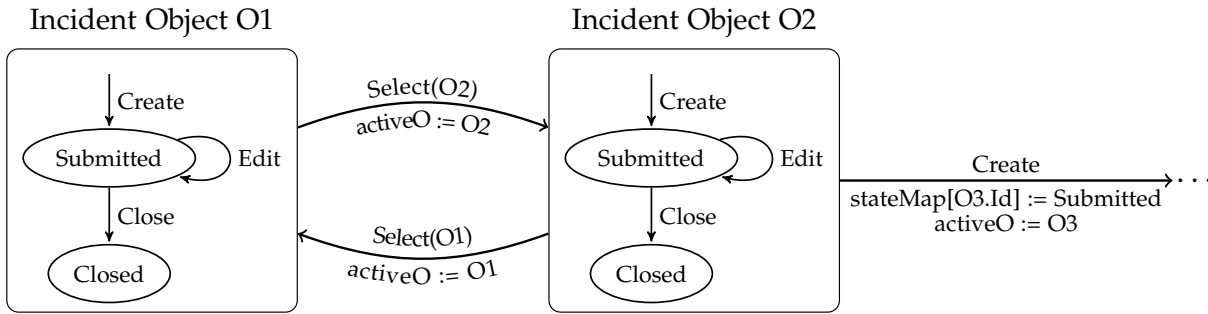 Incident Object O1
Create
Submitted
Edit
Close
Closed
Select(O2)
activeO := O2
Select(O1)
activeO := O1
Incident Object O2
Create
Submitted
Edit
Close
Closed
Create
stateMap[O3.Id] := Submitted
activeO := O3
...